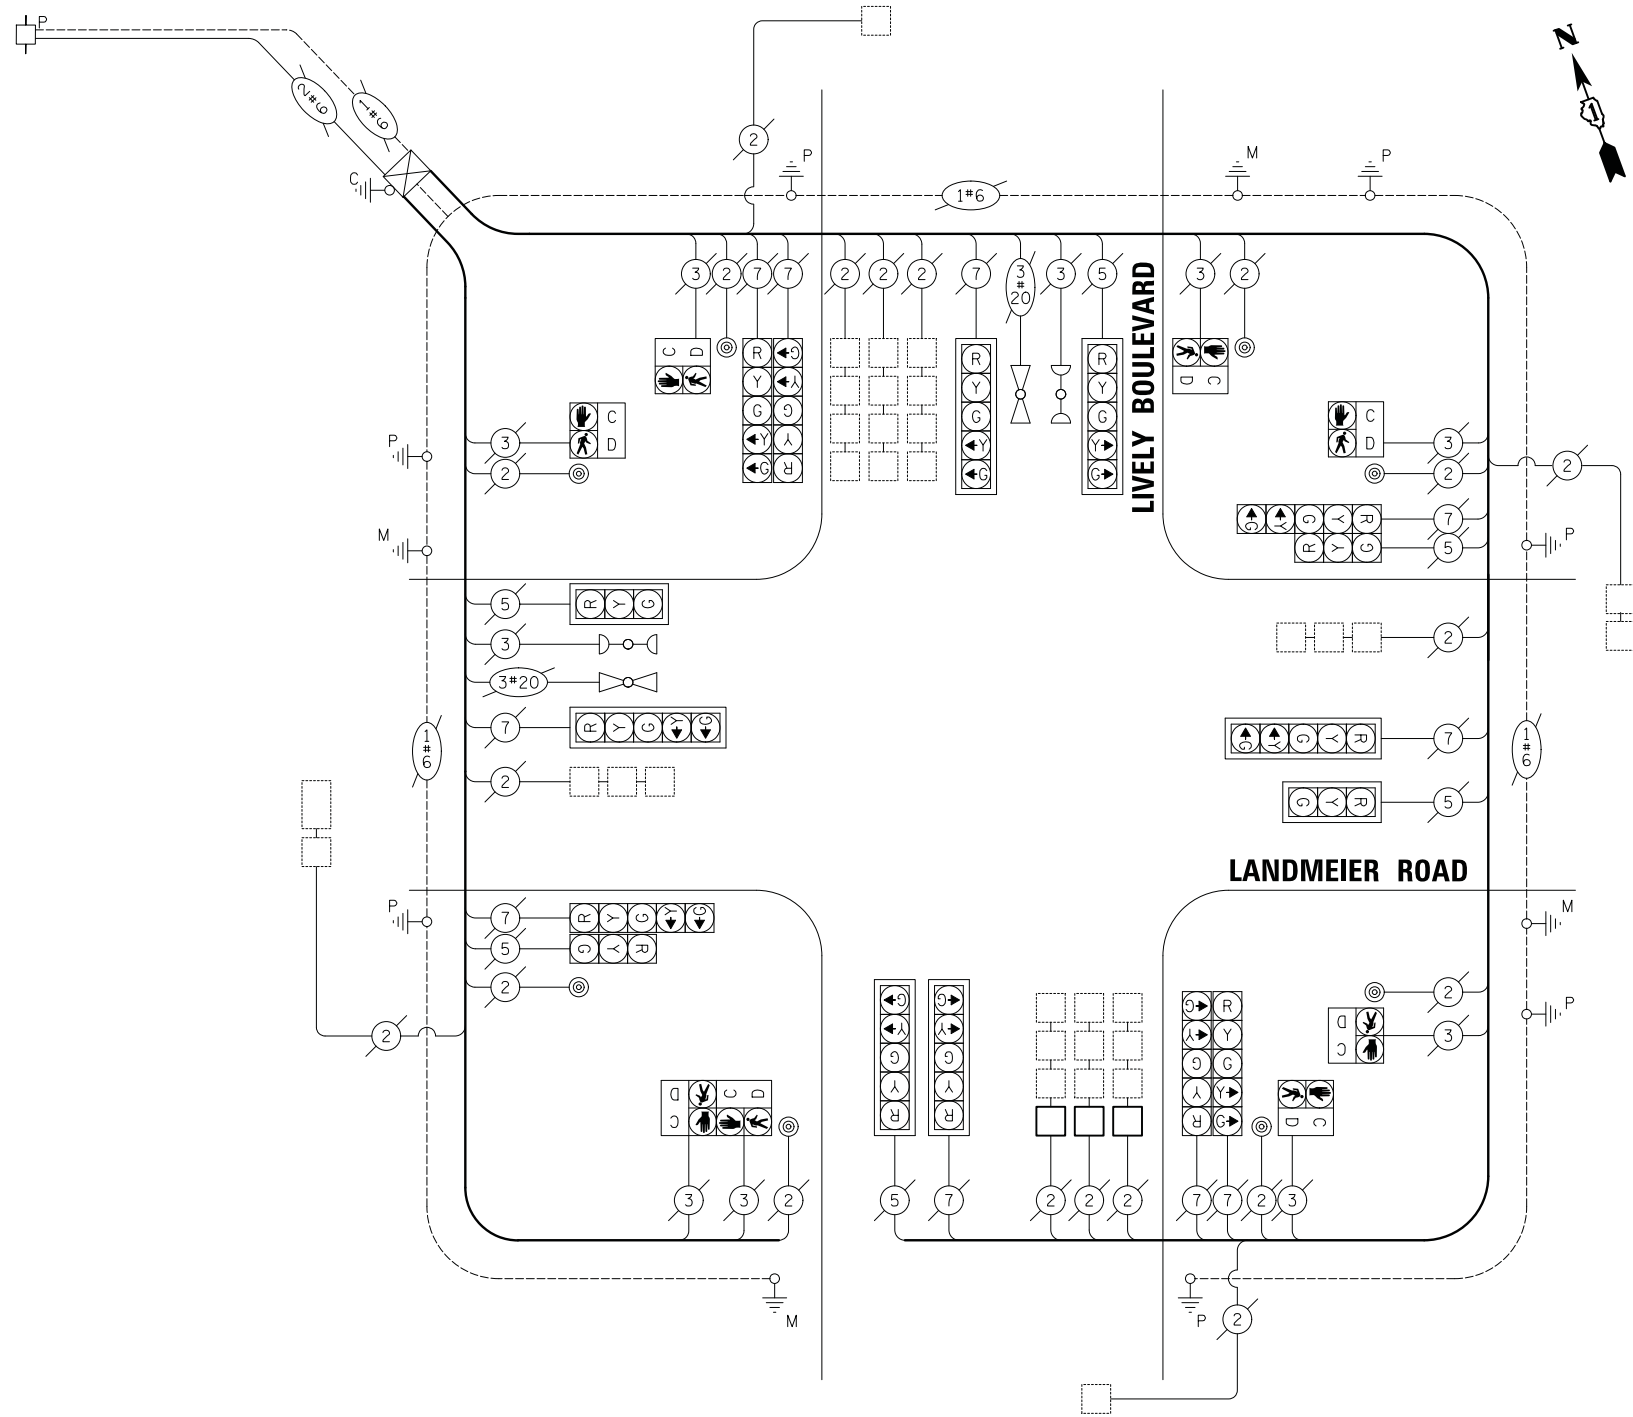 P
N
1
2#6
1#6
2
P
M
P
C
1#6
3 2 7 7 2 2 2 7 3#20 3 5 3 2
C D
R G
Y Y
G G
Y Y
G R
R
Y
G
Y
G
R
Y
G
Y
G
LIVELY BOULEVARD
D C
P
3 C
D
2
C 3
D
2
2
G Y G Y R 7
R Y G 5
P
M
5 R Y G
3
3#20
7 R Y G Y G
2
2
G Y G Y R 7
G Y R 5
1#6
1#6
LANDMEIER ROAD
P
7 R Y G Y G
5 G Y R
2
2
M
P
2
D
C
3
G G
Y Y
G G
Y Y
R R
G R
Y Y
G G
Y Y
R G
D C D
C
D C
3 3 2 5 7 2 2 2 7 7 2 3
M
P
2